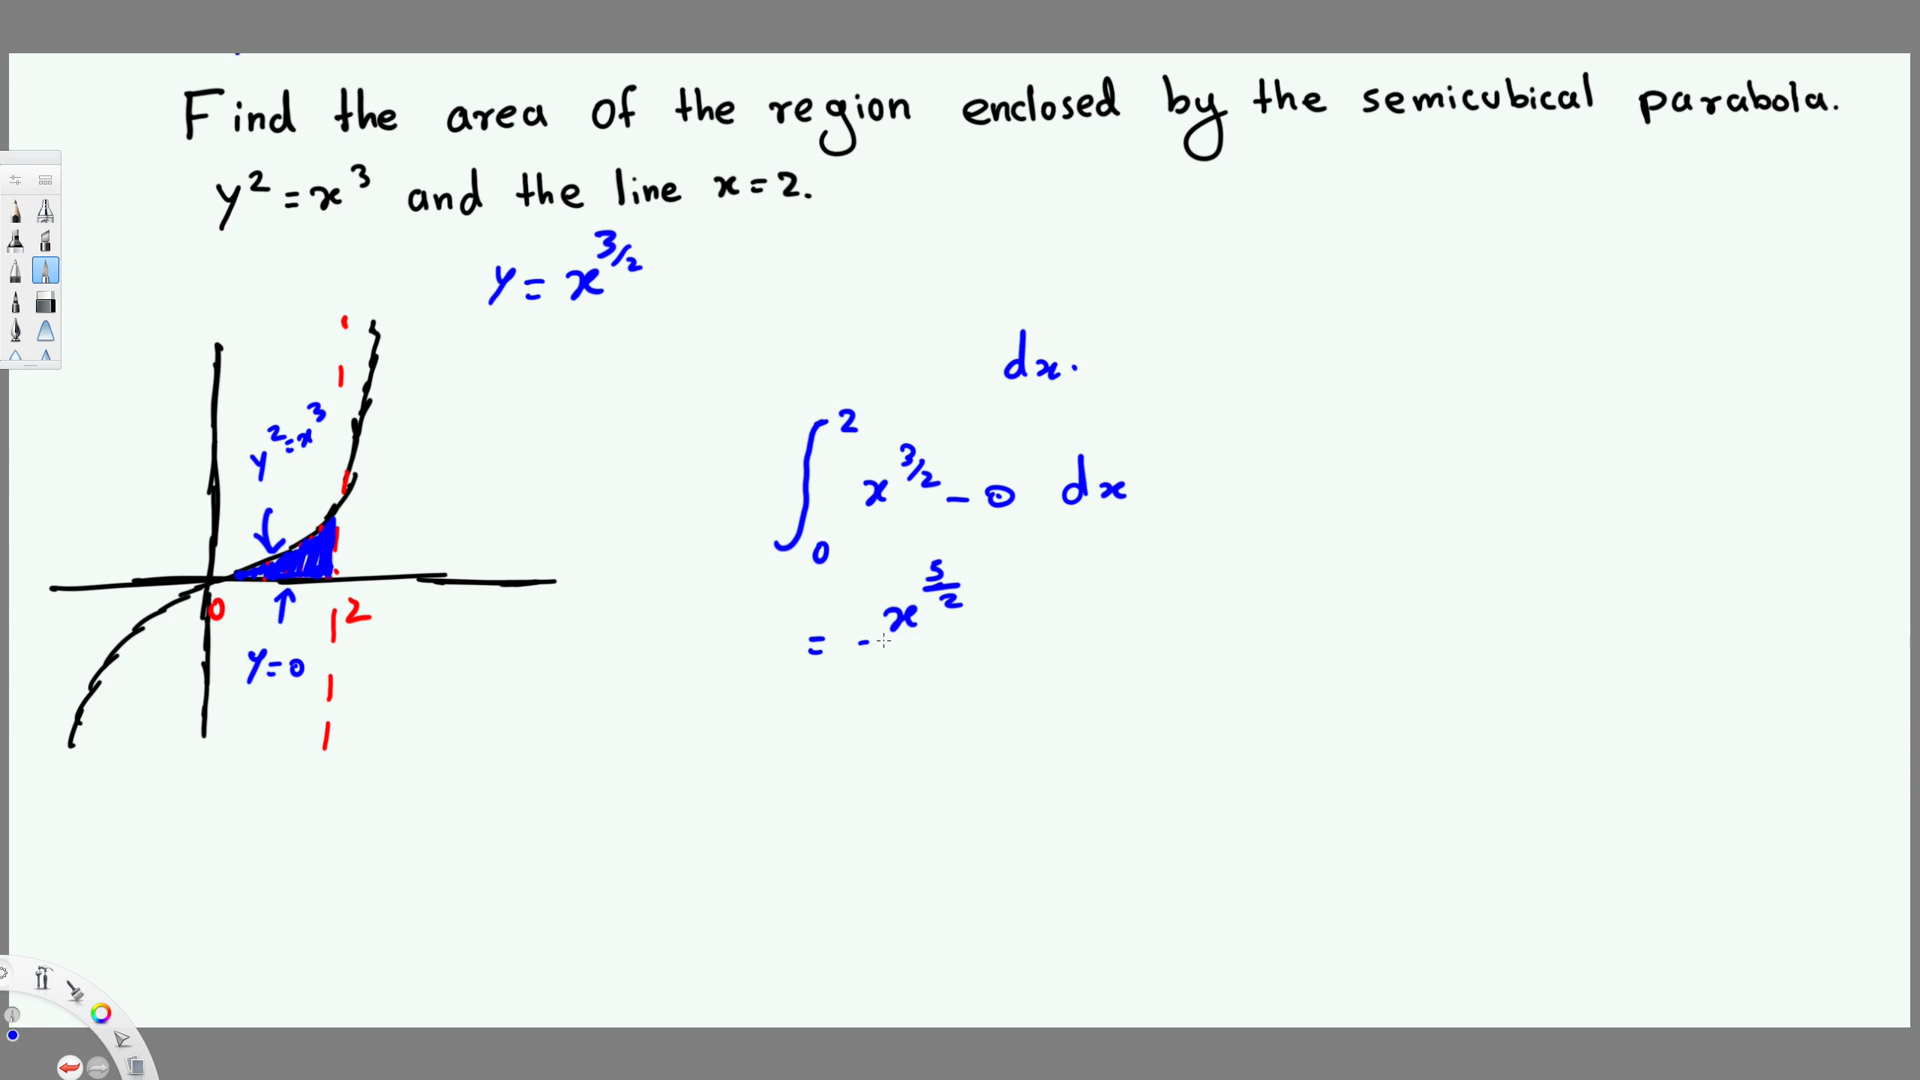 Find the area of the region enclosed by the semicubical parabola.
y² = x³ and the line x = 2.
y = x^3/2
dx.
y² = x³
∫₀² x^3/2 - 0 dx
= - x^5/2
0
2
y = 0